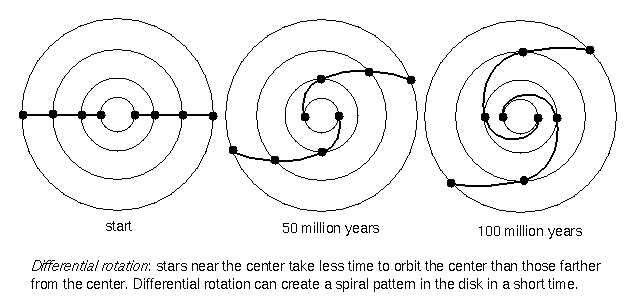 start
50 million years
100 million years
Differential rotation: stars near the center take less time to orbit the center than those farther
from the center. Differential rotation can create a spiral pattern in the disk in a short time.